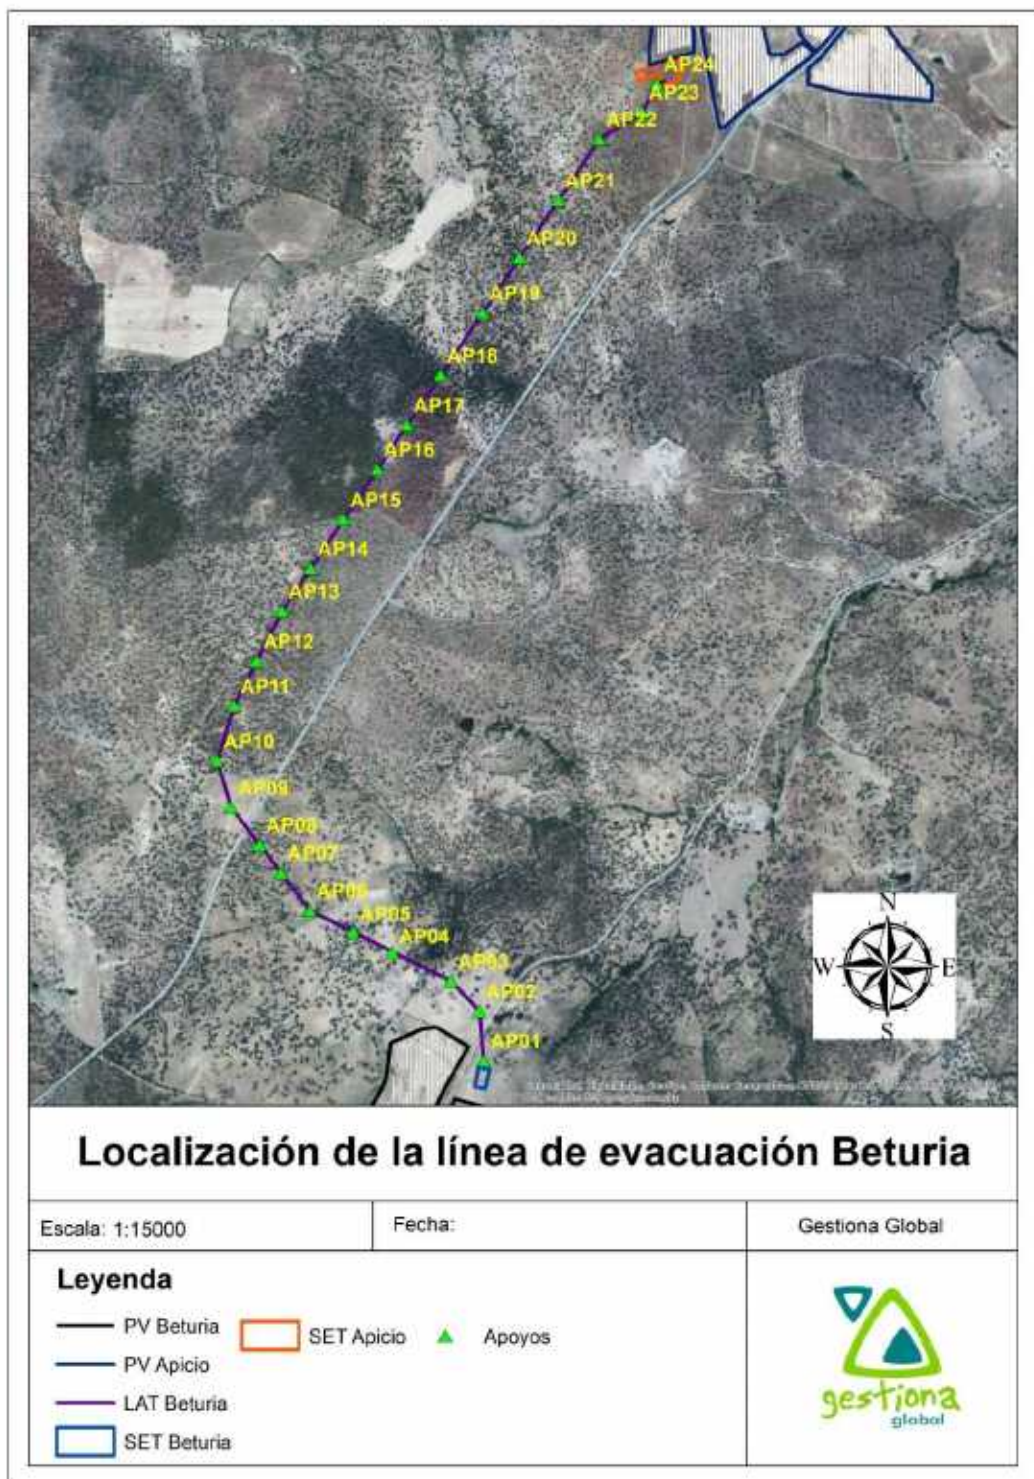 AP24
AP23
AP22
AP21
AP20
AP19
AP18
AP17
AP16
AP15
AP14
AP13
AP12
AP11
AP10
AP09
AP08
AP07
AP06
AP05
AP04
AP03
AP02
AP01
N
W E
S
Localización de la línea de evacuación Beturia
Escala: 1:15000
Fecha:
Gestiona Global
Leyenda
PV Beturia
SET Apicio
Apoyos
PV Apicio
LAT Beturia
SET Beturia
gestiona
global